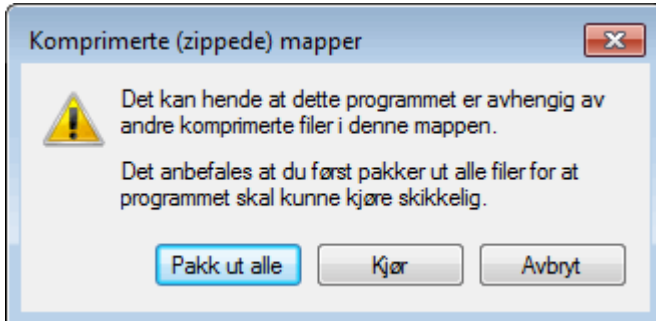 Komprimerte (zippede) mapper
Det kan hende at dette programmet er avhengig av
andre komprimerte filer i denne mappen.
Det anbefales at du først pakker ut alle filer for at
programmet skal kunne kjøre skikkelig.
Pakk ut alle Kjør Avbryt